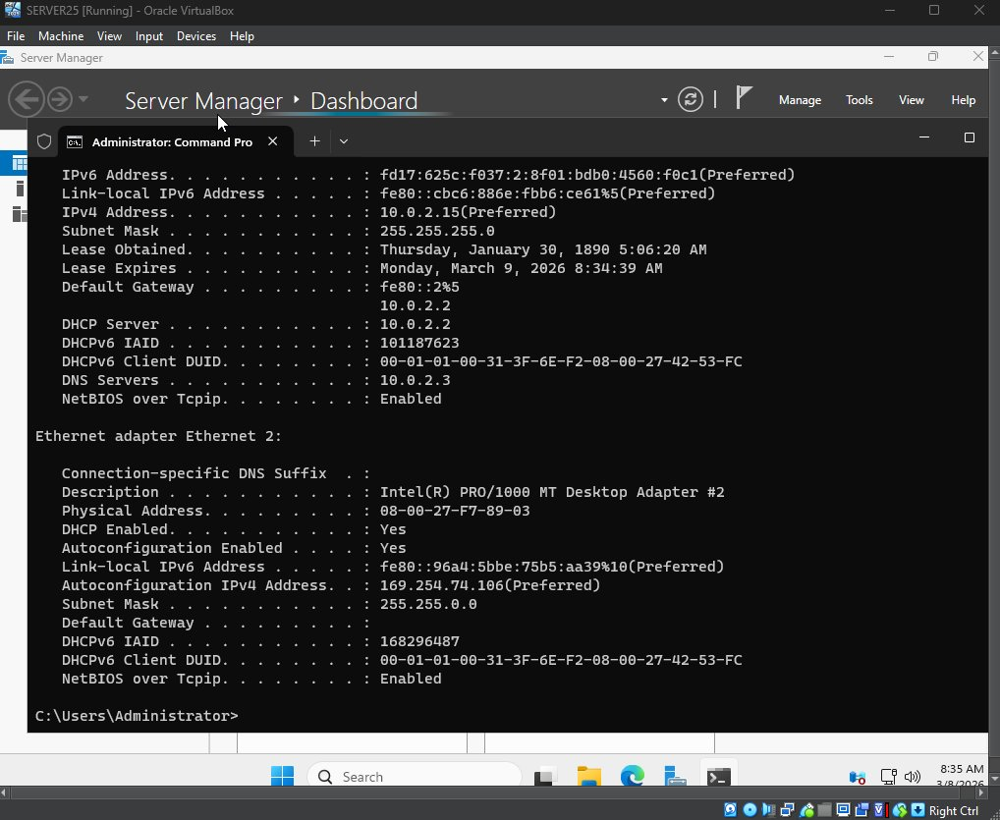 SERVER25 [Running] - Oracle VirtualBox
File Machine View Input Devices Help
Server Manager
Server Manager Dashboard
Manage Tools View Help
Administrator: Command Pro
IPv6 Address. . . . . . . . . . . : fd17:625c:f037:2:8f01:bdb0:4560:f0c1(Preferred)
Link-local IPv6 Address . . . . . : fe80::cbc6:886e:fbb6:ce61%5(Preferred)
IPv4 Address. . . . . . . . . . . : 10.0.2.15(Preferred)
Subnet Mask . . . . . . . . . . . : 255.255.255.0
Lease Obtained. . . . . . . . . . : Thursday, January 30, 1890 5:06:20 AM
Lease Expires . . . . . . . . . . : Monday, March 9, 2026 8:34:39 AM
Default Gateway . . . . . . . . . : fe80::2%5
10.0.2.2
DHCP Server . . . . . . . . . . . : 10.0.2.2
DHCPv6 IAID . . . . . . . . . . . : 101187623
DHCPv6 Client DUID. . . . . . . . : 00-01-01-00-31-3F-6E-F2-08-00-27-42-53-FC
DNS Servers . . . . . . . . . . . : 10.0.2.3
NetBIOS over Tcpip. . . . . . . . : Enabled
Ethernet adapter Ethernet 2:
Connection-specific DNS Suffix . :
Description . . . . . . . . . . . : Intel(R) PRO/1000 MT Desktop Adapter #2
Physical Address. . . . . . . . . : 08-00-27-F7-89-03
DHCP Enabled. . . . . . . . . . . : Yes
Autoconfiguration Enabled . . . . : Yes
Link-local IPv6 Address . . . . . : fe80::96a4:5bbe:75b5:aa39%10(Preferred)
Autoconfiguration IPv4 Address. . : 169.254.74.106(Preferred)
Subnet Mask . . . . . . . . . . . : 255.255.0.0
Default Gateway . . . . . . . . . :
DHCPv6 IAID . . . . . . . . . . . : 168296487
DHCPv6 Client DUID. . . . . . . . : 00-01-01-00-31-3F-6E-F2-08-00-27-42-53-FC
NetBIOS over Tcpip. . . . . . . . : Enabled
C:\Users\Administrator>
Search
8:35 AM
3/8/2026
Right Ctrl